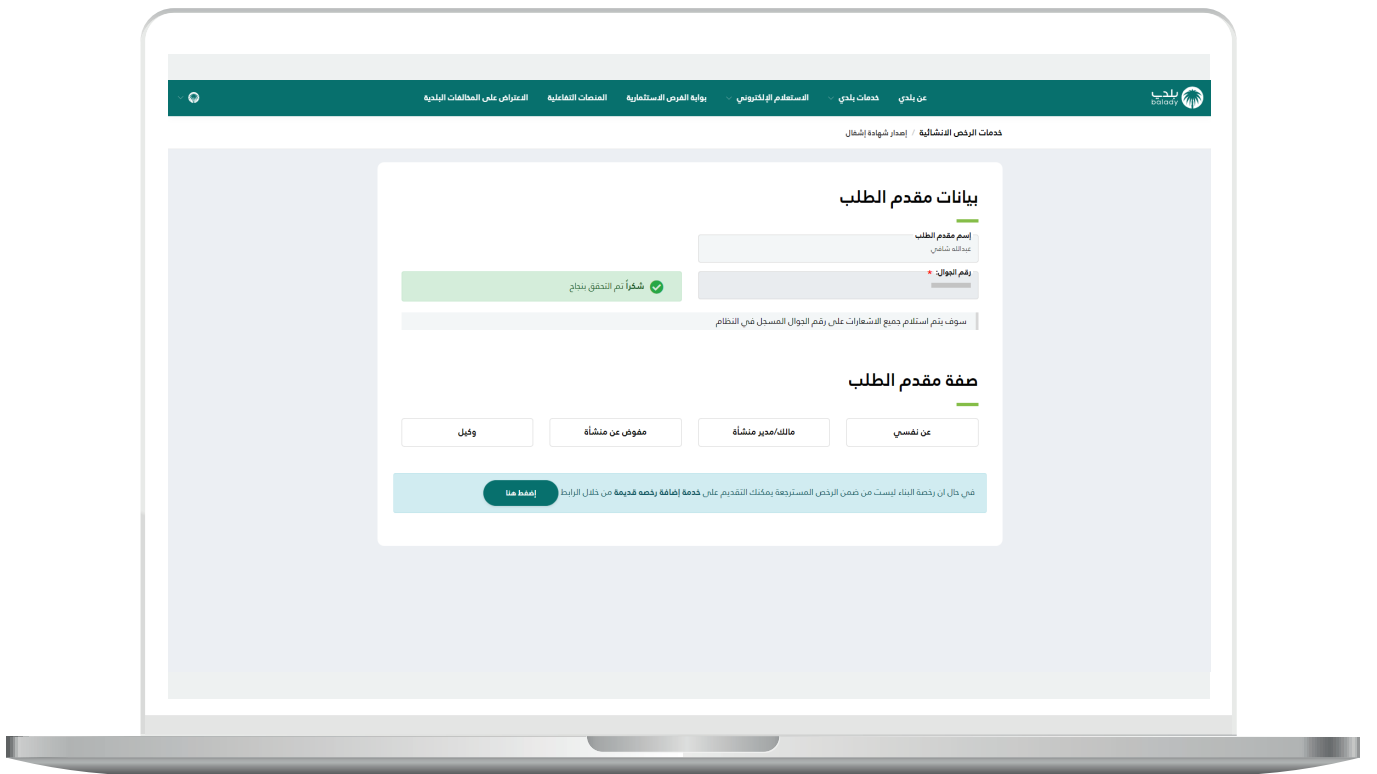 بلدي
balady
عن بلدي
خدمات بلدي
الاستعلام الإلكتروني
بوابة الفرص الاستثمارية
المنصات التفاعلية
الاعتراض على المخالفات البلدية
خدمات الرخص الانشائية / إصدار شهادة إشغال
بيانات مقدم الطلب
إسم مقدم الطلب
عبدالله شافي
رقم الجوال: *
شكراً تم التحقق بنجاح
سوف يتم استلام جميع الاشعارات على رقم الجوال المسجل في النظام
صفة مقدم الطلب
عن نفسي
مالك/مدير منشأة
مفوض عن منشأة
وكيل
في حال ان رخصة البناء ليست من ضمن الرخص المسترجعة يمكنك التقديم على خدمة إضافة رخصه قديمة من خلال الرابط إضغط هنا